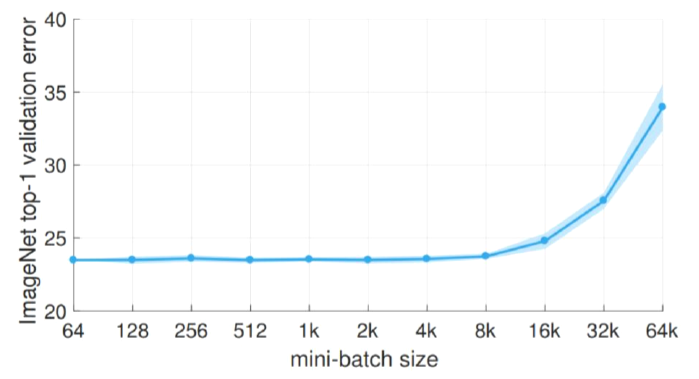 ImageNet top-1 validation error
40
35
30
25
20
64 128 256 512 1k 2k 4k 8k 16k 32k 64k
mini-batch size